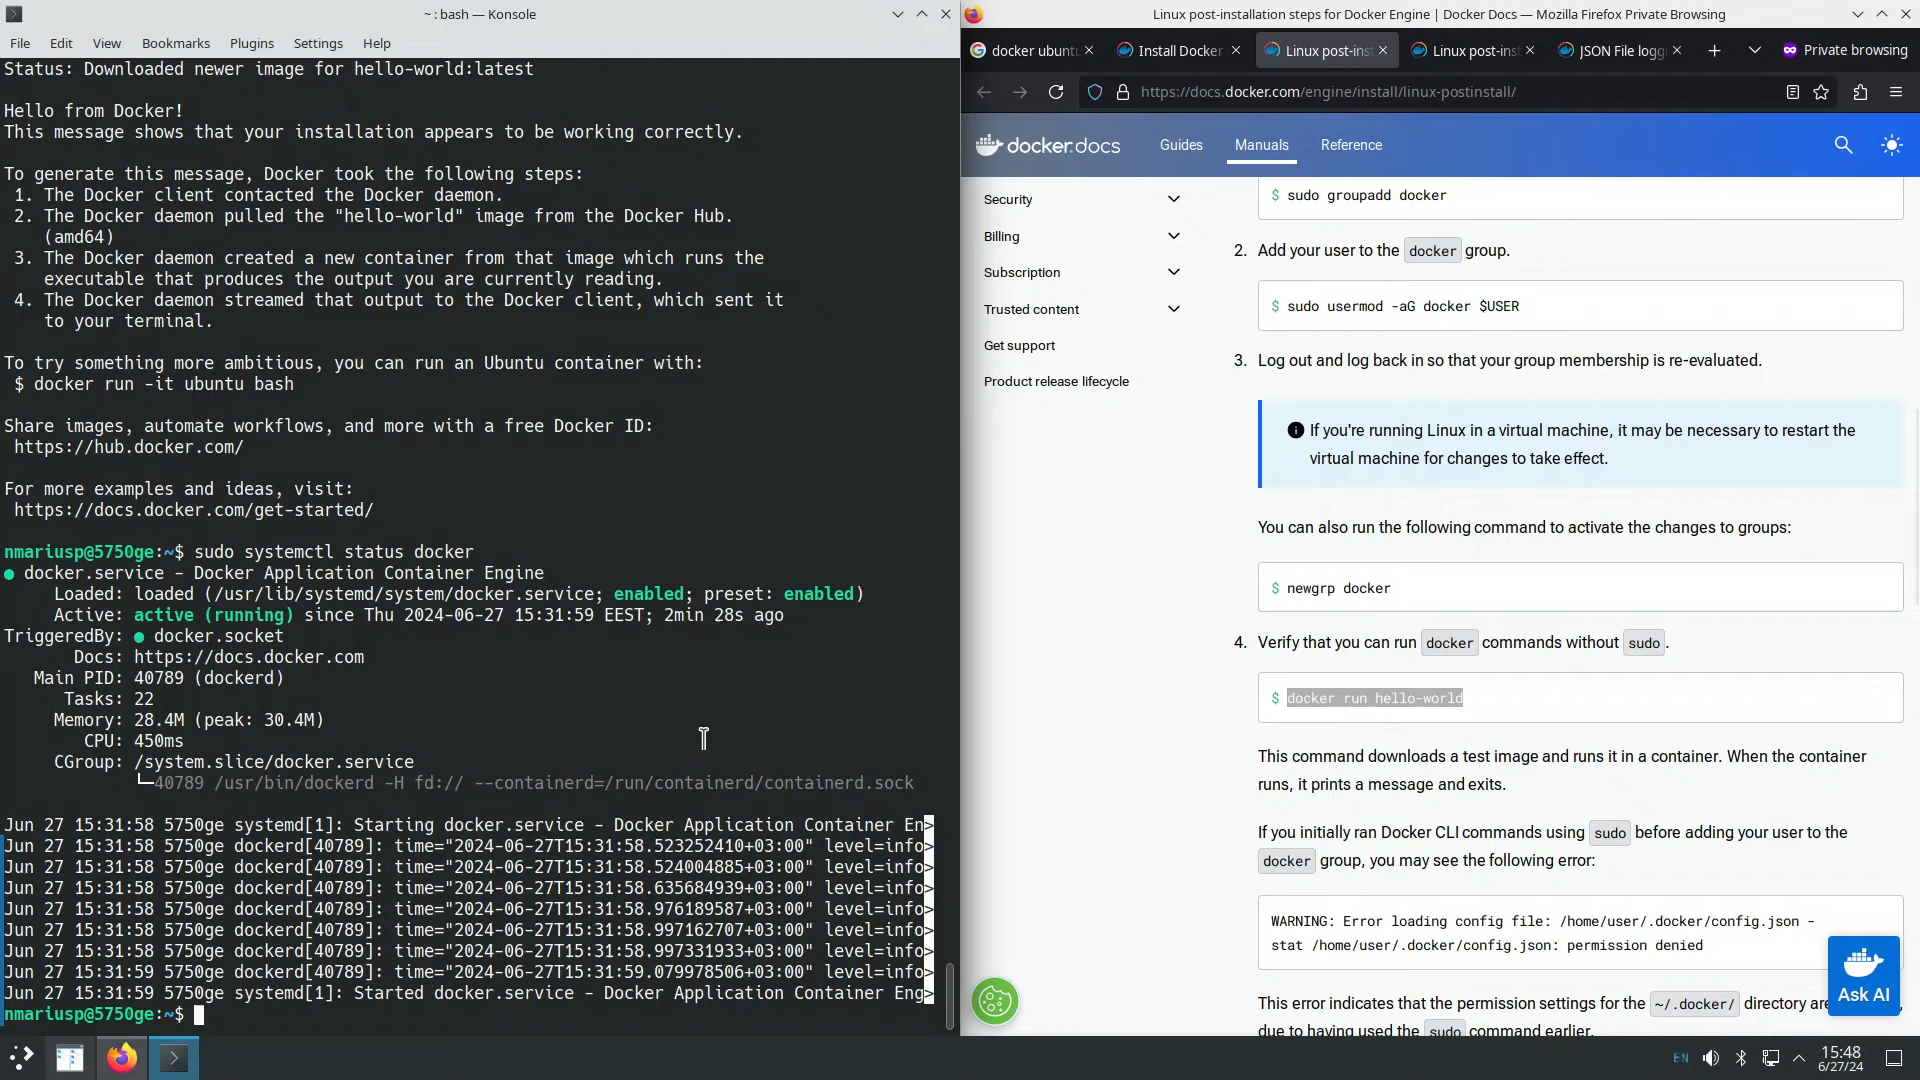 ~ : bash — Konsole
File Edit View Bookmarks Plugins Settings Help
Status: Downloaded newer image for hello-world:latest
Hello from Docker!
This message shows that your installation appears to be working correctly.
To generate this message, Docker took the following steps:
1. The Docker client contacted the Docker daemon.
2. The Docker daemon pulled the "hello-world" image from the Docker Hub.
(amd64)
3. The Docker daemon created a new container from that image which runs the
executable that produces the output you are currently reading.
4. The Docker daemon streamed that output to the Docker client, which sent it
to your terminal.
To try something more ambitious, you can run an Ubuntu container with:
$ docker run -it ubuntu bash
Share images, automate workflows, and more with a free Docker ID:
https://hub.docker.com/
For more examples and ideas, visit:
https://docs.docker.com/get-started/
nmariusp@5750ge:~$ sudo systemctl status docker
● docker.service - Docker Application Container Engine
Loaded: loaded (/usr/lib/systemd/system/docker.service; enabled; preset: enabled)
Active: active (running) since Thu 2024-06-27 15:31:59 EEST; 2min 28s ago
TriggeredBy: ● docker.socket
Docs: https://docs.docker.com
Main PID: 40789 (dockerd)
Tasks: 22
Memory: 28.4M (peak: 30.4M)
CPU: 450ms
CGroup: /system.slice/docker.service
└─40789 /usr/bin/dockerd -H fd:// --containerd=/run/containerd/containerd.sock
Jun 27 15:31:58 5750ge systemd[1]: Starting docker.service - Docker Application Container En>
Jun 27 15:31:58 5750ge dockerd[40789]: time="2024-06-27T15:31:58.523252410+03:00" level=info>
Jun 27 15:31:58 5750ge dockerd[40789]: time="2024-06-27T15:31:58.524004885+03:00" level=info>
Jun 27 15:31:58 5750ge dockerd[40789]: time="2024-06-27T15:31:58.635684939+03:00" level=info>
Jun 27 15:31:58 5750ge dockerd[40789]: time="2024-06-27T15:31:58.976189587+03:00" level=info>
Jun 27 15:31:58 5750ge dockerd[40789]: time="2024-06-27T15:31:58.997162707+03:00" level=info>
Jun 27 15:31:58 5750ge dockerd[40789]: time="2024-06-27T15:31:58.997331933+03:00" level=info>
Jun 27 15:31:59 5750ge dockerd[40789]: time="2024-06-27T15:31:59.079978506+03:00" level=info>
Jun 27 15:31:59 5750ge systemd[1]: Started docker.service - Docker Application Container Eng>
nmariusp@5750ge:~$
Linux post-installation steps for Docker Engine | Docker Docs — Mozilla Firefox Private Browsing
docker ubunt Install Docker Linux post-inst Linux post-inst JSON File logg Private browsing
https://docs.docker.com/engine/install/linux-postinstall/
docker.docs Guides Manuals Reference
Security
Billing
Subscription
Trusted content
Get support
Product release lifecycle
$ sudo groupadd docker
2. Add your user to the docker group.
$ sudo usermod -aG docker $USER
3. Log out and log back in so that your group membership is re-evaluated.
If you're running Linux in a virtual machine, it may be necessary to restart the
virtual machine for changes to take effect.
You can also run the following command to activate the changes to groups:
$ newgrp docker
4. Verify that you can run docker commands without sudo.
$ docker run hello-world
This command downloads a test image and runs it in a container. When the container
runs, it prints a message and exits.
If you initially ran Docker CLI commands using sudo before adding your user to the
docker group, you may see the following error:
WARNING: Error loading config file: /home/user/.docker/config.json -
stat /home/user/.docker/config.json: permission denied
Ask AI
This error indicates that the permission settings for the ~/.docker/ directory are
due to having used the sudo command earlier.
EN
15:48
6/27/24